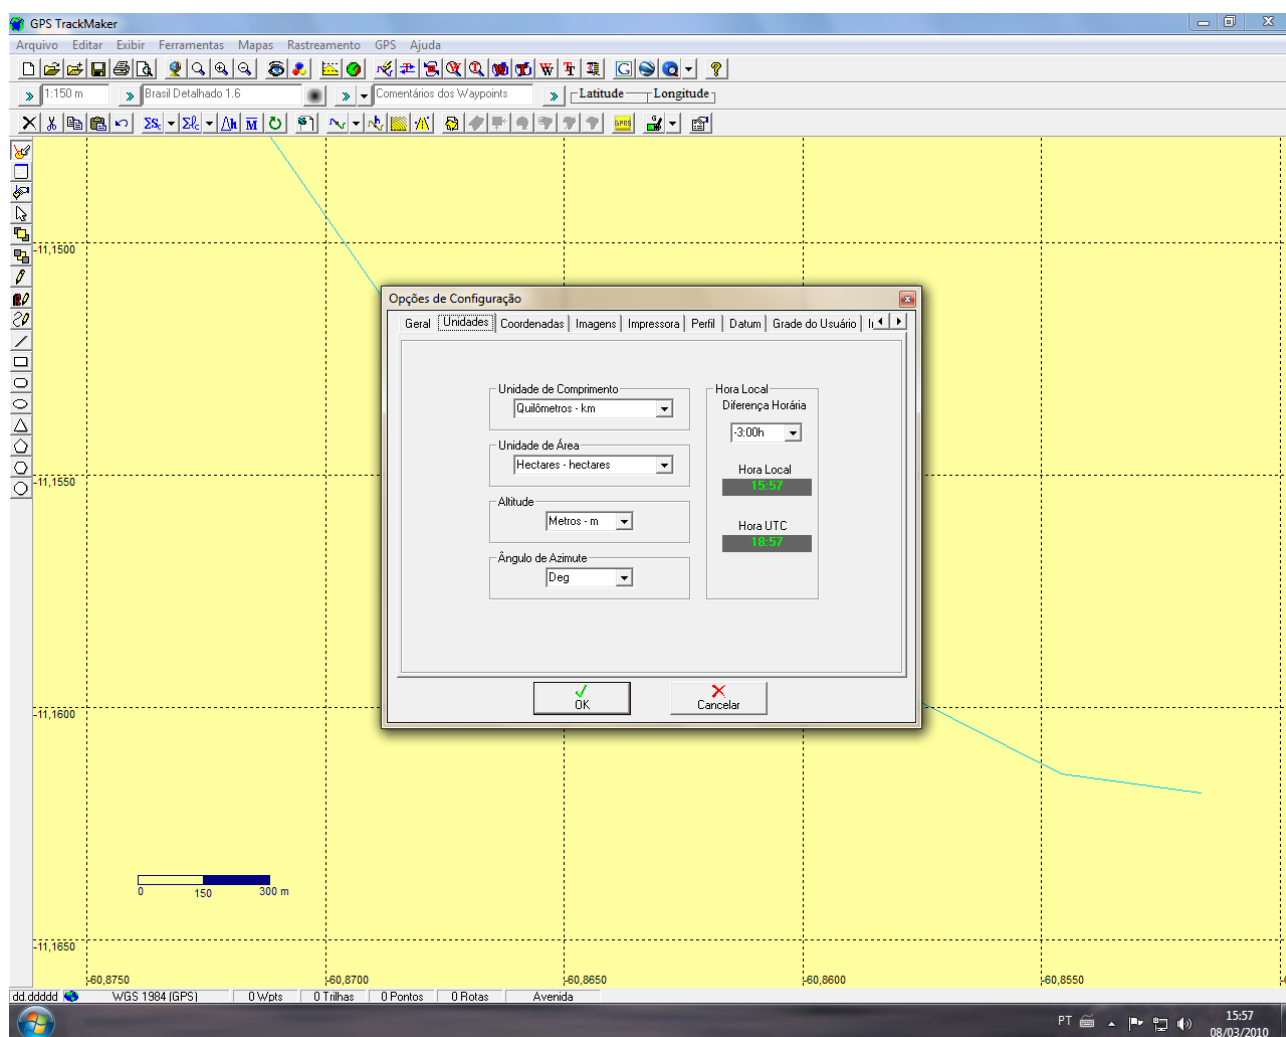 GPS TrackMaker
Arquivo Editar Exibir Ferramentas Mapas Rastreamento GPS Ajuda
1:150 m Brasil Detalhado 1.6 Comentários dos Waypoints Latitude Longitude
-11,1500
Opções de Configuração
Geral Unidades Coordenadas Imagens Impressora Perfil Datum Grade do Usuário
Unidade de Comprimento
Quilômetros - km
Unidade de Área
Hectares - hectares
Altitude
Metros - m
Ângulo de Azimute
Deg
Hora Local
Diferença Horária
-3:00h
Hora Local
15:57
Hora UTC
18:57
OK Cancelar
-11,1550
-11,1600
0 150 300 m
-11,1650
-60,8750 -60,8700 -60,8650 -60,8600 -60,8550
dd.ddddd WGS 1984 (GPS) 0 Wpts 0 Trilhas 0 Pontos 0 Rotas Avenida
PT 15:57
08/03/2010